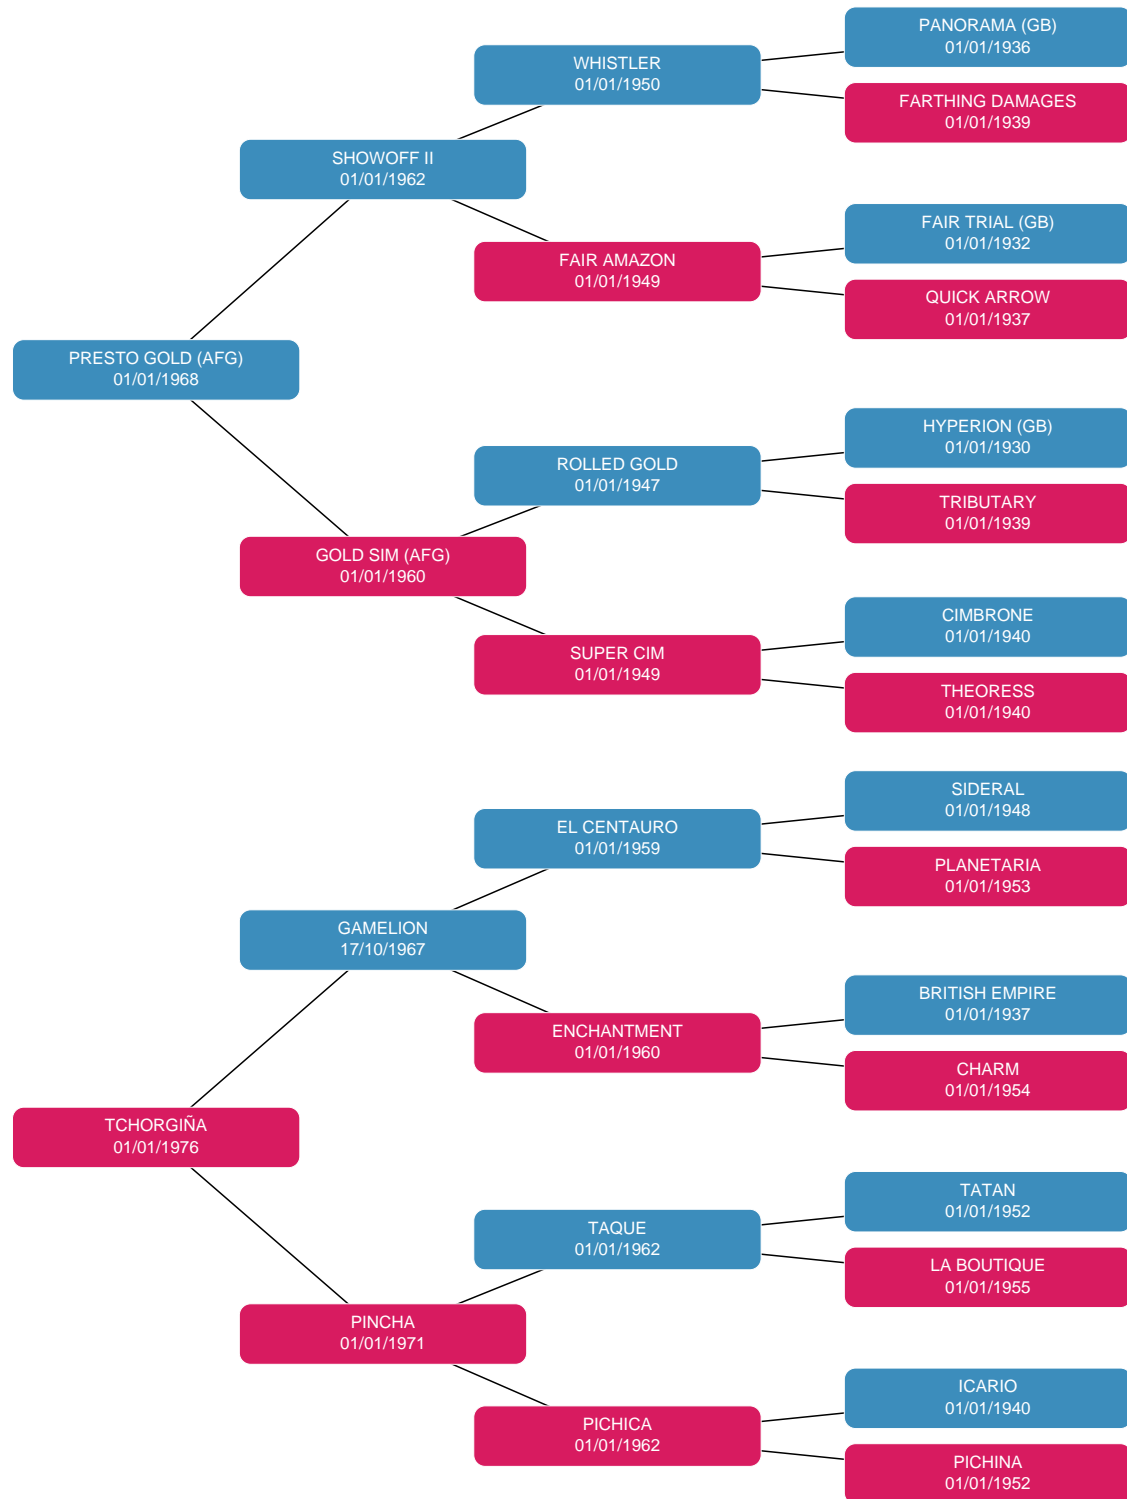 PANORAMA (GB)
01/01/1936
WHISTLER
01/01/1950
FARTHING DAMAGES
01/01/1939
SHOWOFF II
01/01/1962
FAIR TRIAL (GB)
01/01/1932
FAIR AMAZON
01/01/1949
QUICK ARROW
01/01/1937
PRESTO GOLD (AFG)
01/01/1968
HYPERION (GB)
01/01/1930
ROLLED GOLD
01/01/1947
TRIBUTARY
01/01/1939
GOLD SIM (AFG)
01/01/1960
CIMBRONE
01/01/1940
SUPER CIM
01/01/1949
THEORESS
01/01/1940
SIDERAL
01/01/1948
EL CENTAURO
01/01/1959
PLANETARIA
01/01/1953
GAMELION
17/10/1967
BRITISH EMPIRE
01/01/1937
ENCHANTMENT
01/01/1960
CHARM
01/01/1954
TCHORGIÑA
01/01/1976
TATAN
01/01/1952
TAQUE
01/01/1962
LA BOUTIQUE
01/01/1955
PINCHA
01/01/1971
ICARIO
01/01/1940
PICHICA
01/01/1962
PICHINA
01/01/1952